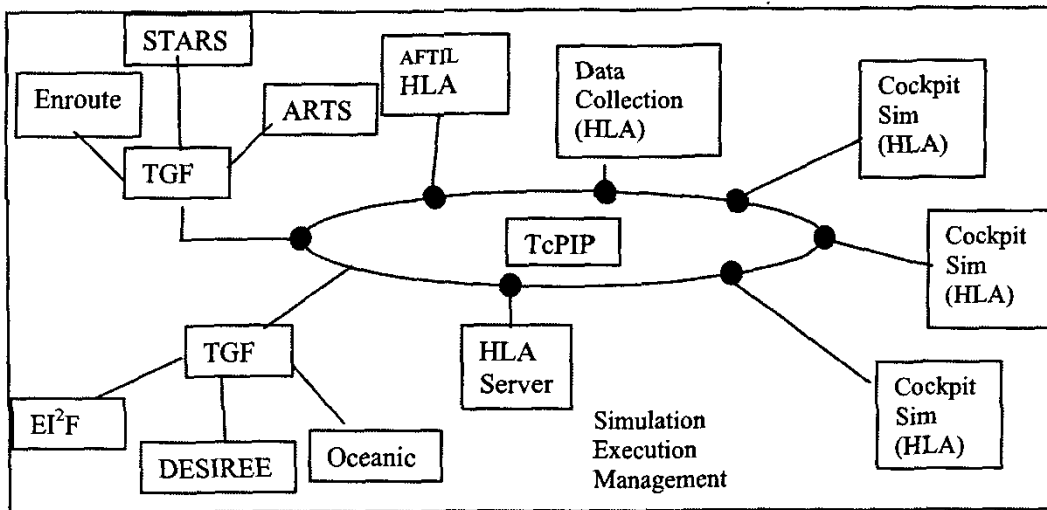 STARS
Enroute
ARTS
TGF
AFTIL
HLA
Data
Collection
(HLA)
Cockpit
Sim
(HLA)
TcPIP
Cockpit
Sim
(HLA)
TGF
HLA
Server
Cockpit
Sim
(HLA)
EI²F
DESIREE
Oceanic
Simulation
Execution
Management